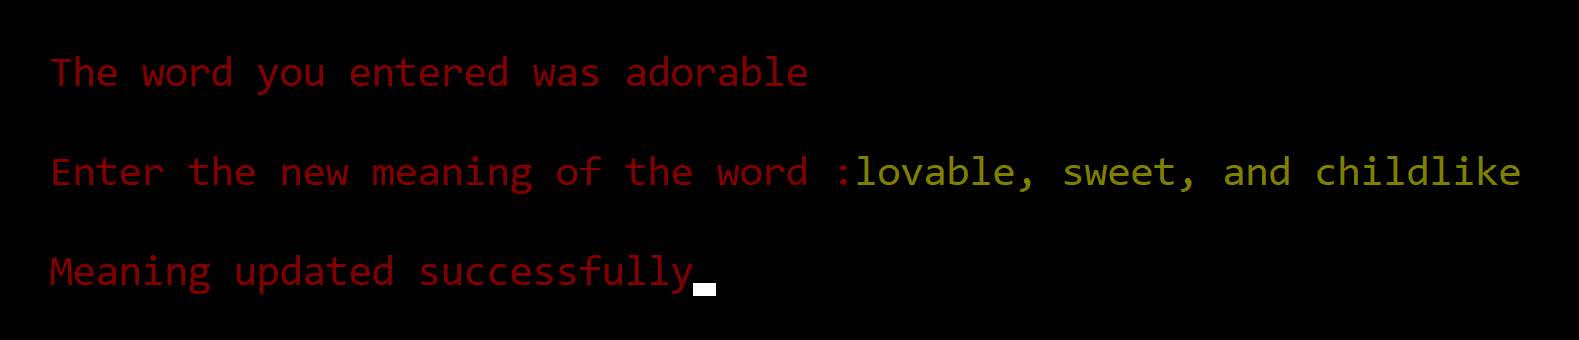 The word you entered was adorable
Enter the new meaning of the word :lovable, sweet, and childlike
Meaning updated successfully